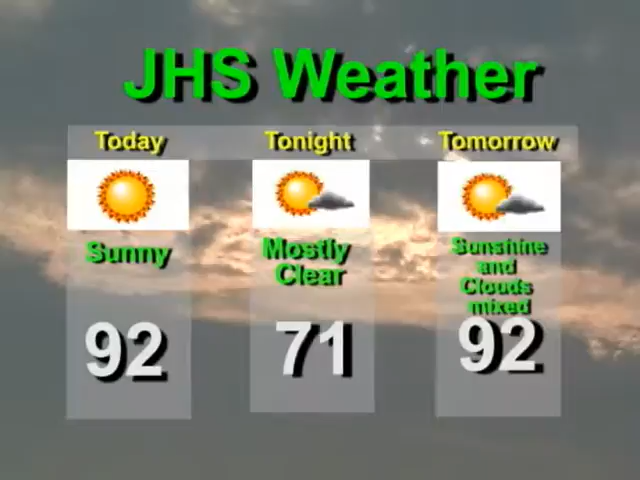 JHS Weather
Today
Tonight
Tomorrow
Sunny
Mostly
Clear
Sunshine
and
Clouds
mixed
92
71
92